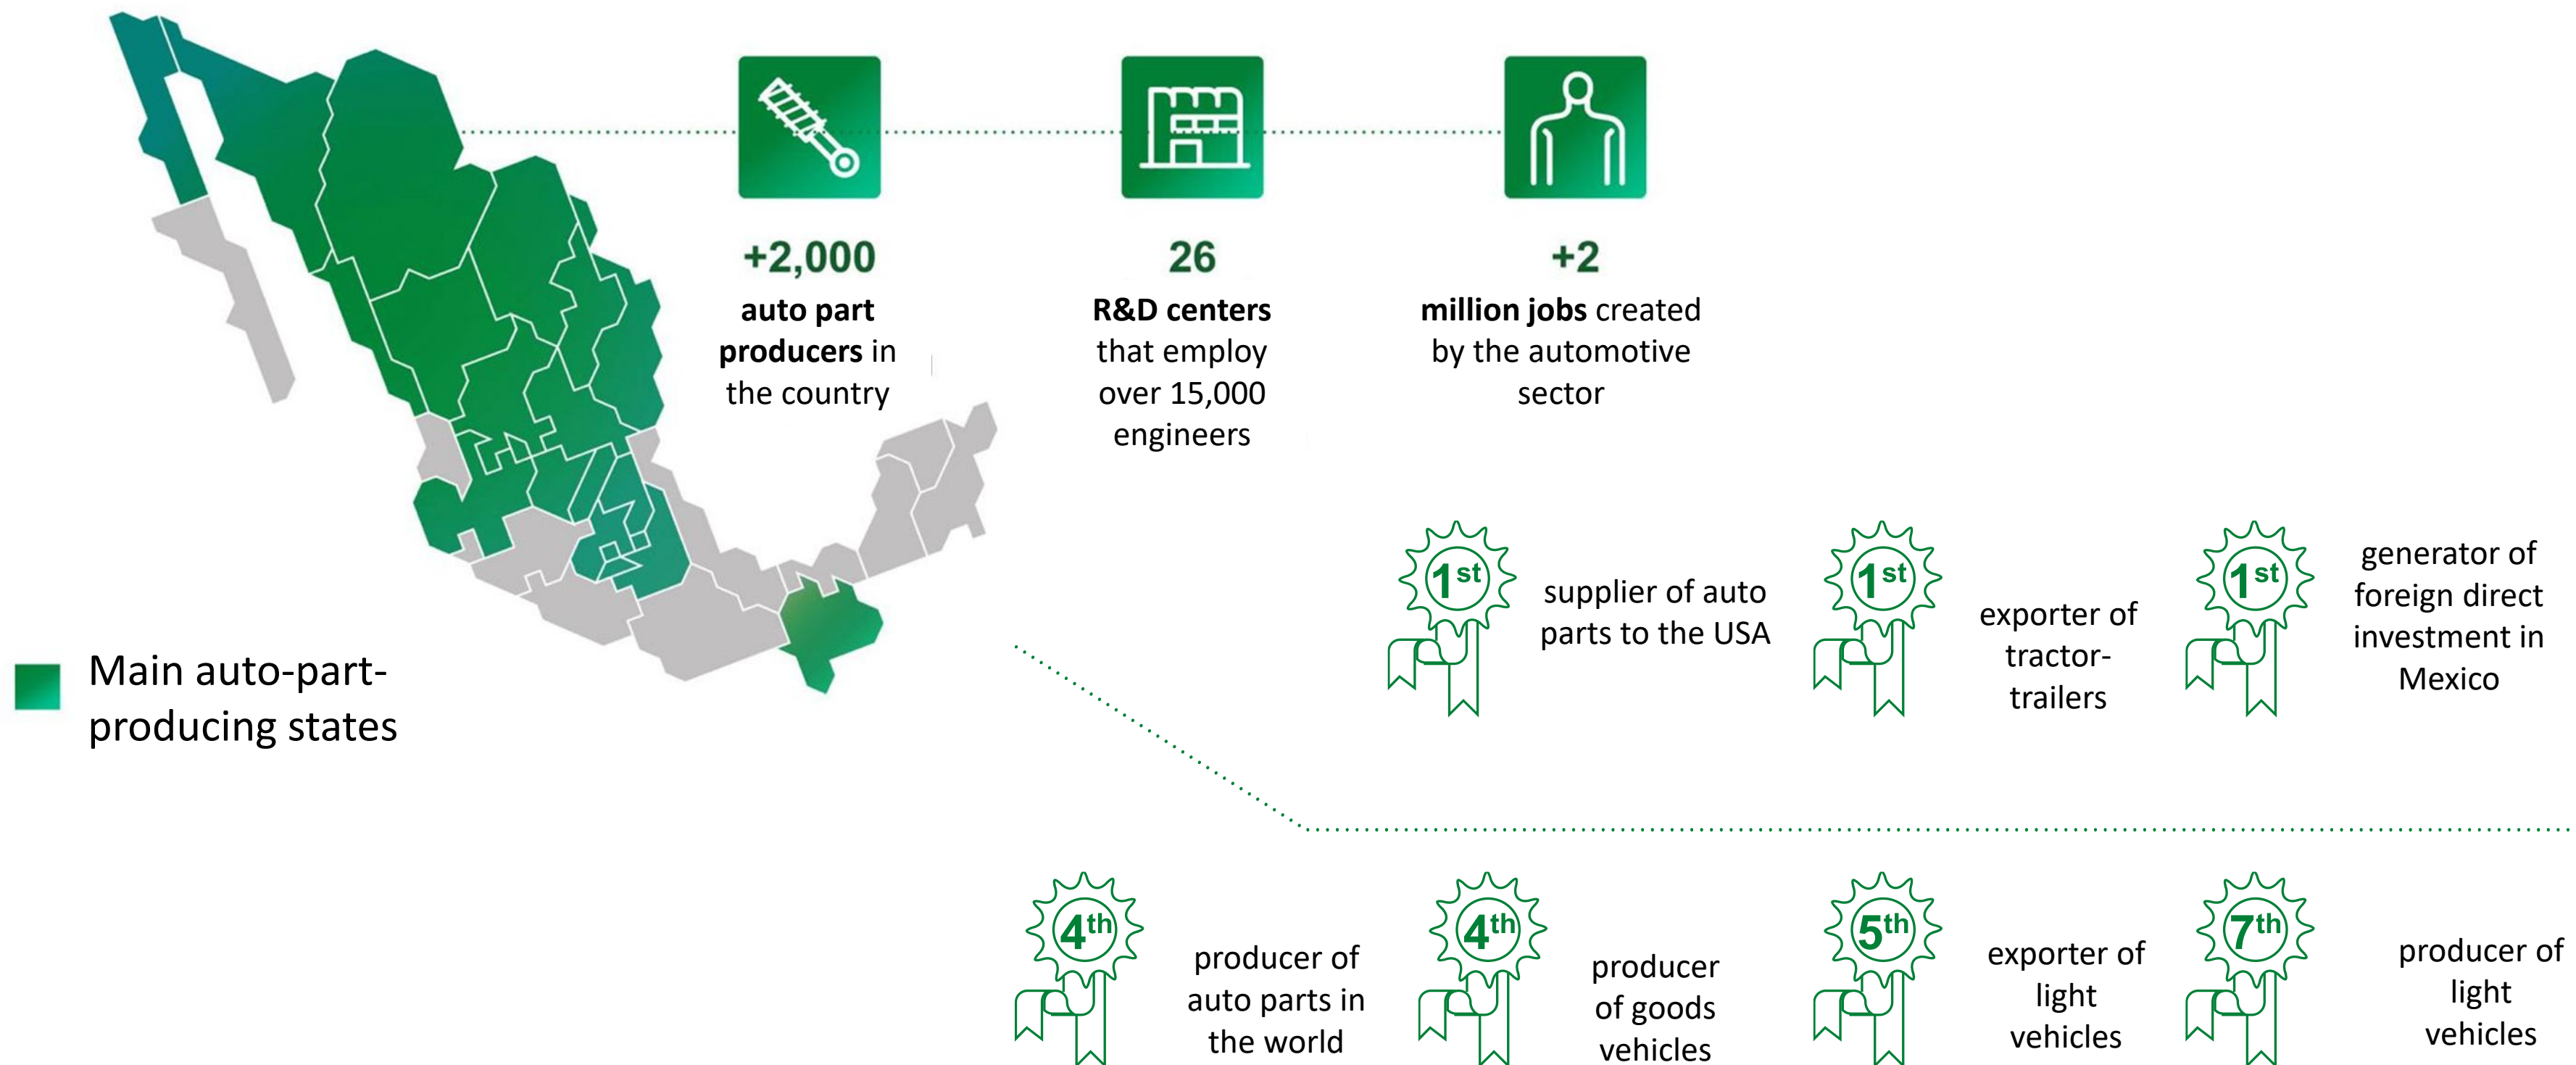 +2,000
auto part
producers in
the country
26
R&D centers
that employ
over 15,000
engineers
+2
million jobs created
by the automotive
sector
Main auto-part-
producing states
1st
supplier of auto
parts to the USA
1st
exporter of
tractor-
trailers
1st
generator of
foreign direct
investment in
Mexico
4th
producer of
auto parts in
the world
4th
producer
of goods
vehicles
5th
exporter of
light
vehicles
7th
producer of
light
vehicles